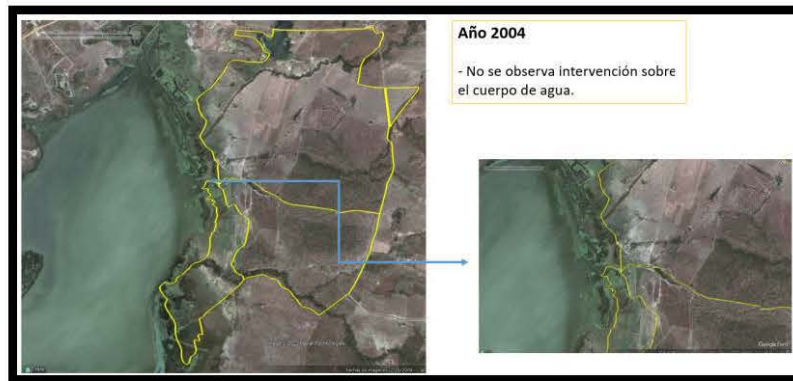 Año 2004
- No se observa intervención sobre
el cuerpo de agua.
Google Earth